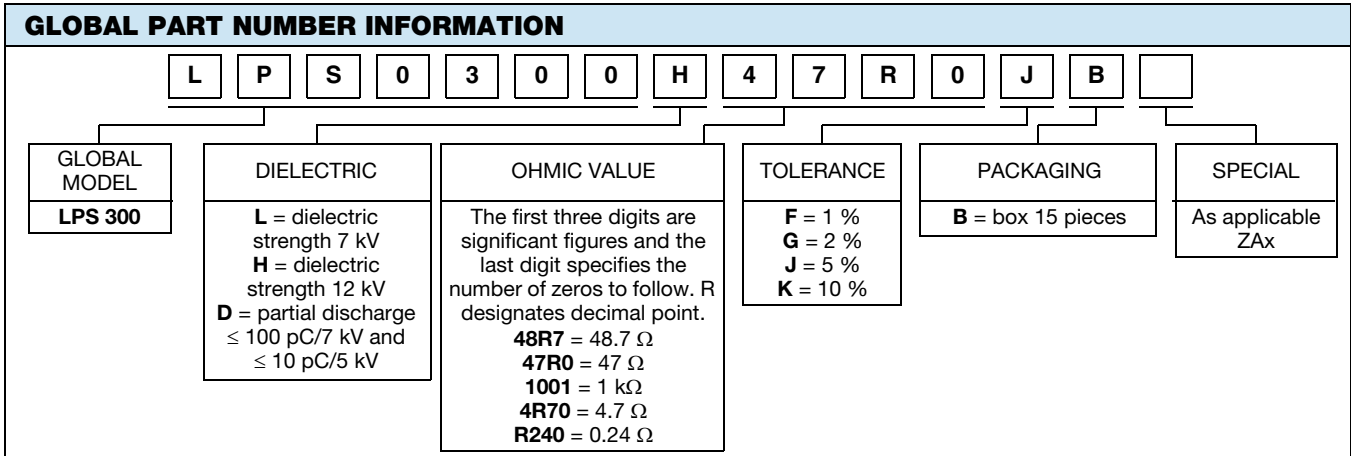 GLOBAL PART NUMBER INFORMATION
L P S 0 3 0 0 H 4 7 R 0 J B
GLOBAL
MODEL
LPS 300
DIELECTRIC
L = dielectric
strength 7 kV
H = dielectric
strength 12 kV
D = partial discharge
≤ 100 pC/7 kV and
≤ 10 pC/5 kV
OHMIC VALUE
The first three digits are
significant figures and the
last digit specifies the
number of zeros to follow. R
designates decimal point.
48R7 = 48.7 Ω
47R0 = 47 Ω
1001 = 1 kΩ
4R70 = 4.7 Ω
R240 = 0.24 Ω
TOLERANCE
F = 1 %
G = 2 %
J = 5 %
K = 10 %
PACKAGING
B = box 15 pieces
SPECIAL
As applicable
ZAx